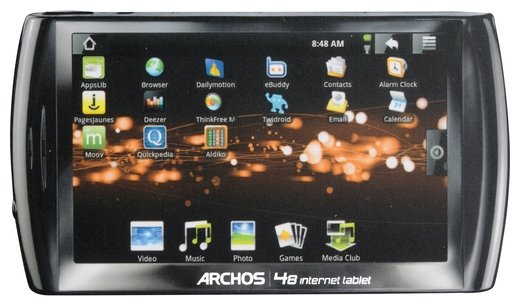 8:48 AM
AppsLib Browser Dailymotion eBuddy Contacts Alarm Clock
PagesJaunes Deezer ThinkFree M Twidroid Email Calendar
Moov Quickpedia Aldiko
Video Music Photo Games Media Club
ARCHOS 48 internet tablet